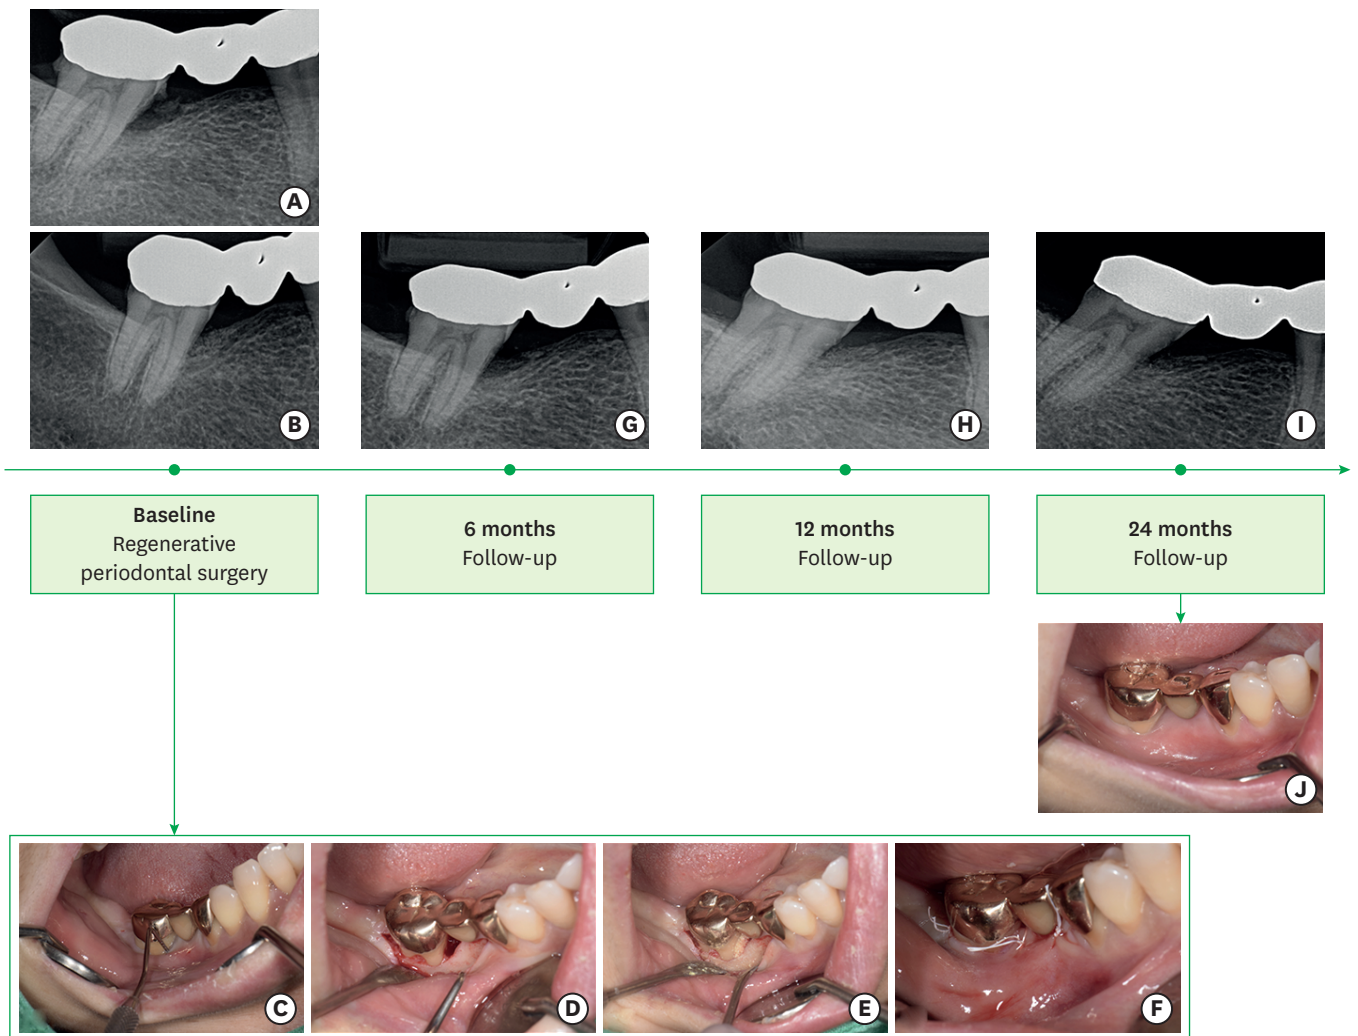 A
B
G
H
I
Baseline
Regenerative
periodontal surgery
6 months
Follow-up
12 months
Follow-up
24 months
Follow-up
J
C
D
E
F